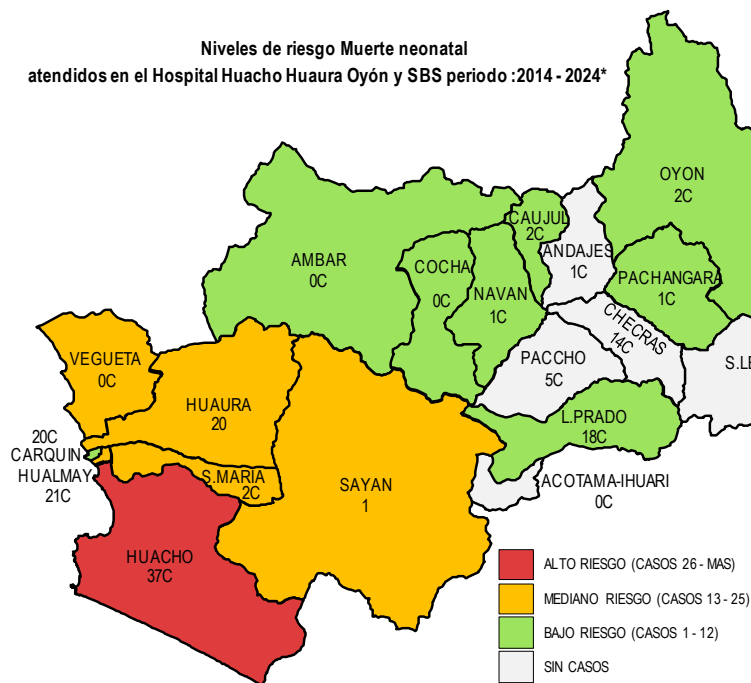 Niveles de riesgo Muerte neonatal
atendidos en el Hospital Huacho Huaura Oyón y SBS periodo :2014 - 2024*
OYON
2C
CAUJUL
2C
ANDAJES
1C
AMBAR
0C
COCHA
0C
NAVAN
1C
PACHANGARA
1C
CHECRAS
14C
VEGUETA
0C
PACCHO
5C
S.LE
HUAURA
20
L.PRADO
18C
20C
CARQUIN
HUALMAY
21C
S.MARIA
2C
SAYAN
1
ACOTAMA-IHUARI
0C
HUACHO
37C
ALTO RIESGO (CASOS 26 - MAS)
MEDIANO RIESGO (CASOS 13 - 25)
BAJO RIESGO (CASOS 1 - 12)
SIN CASOS